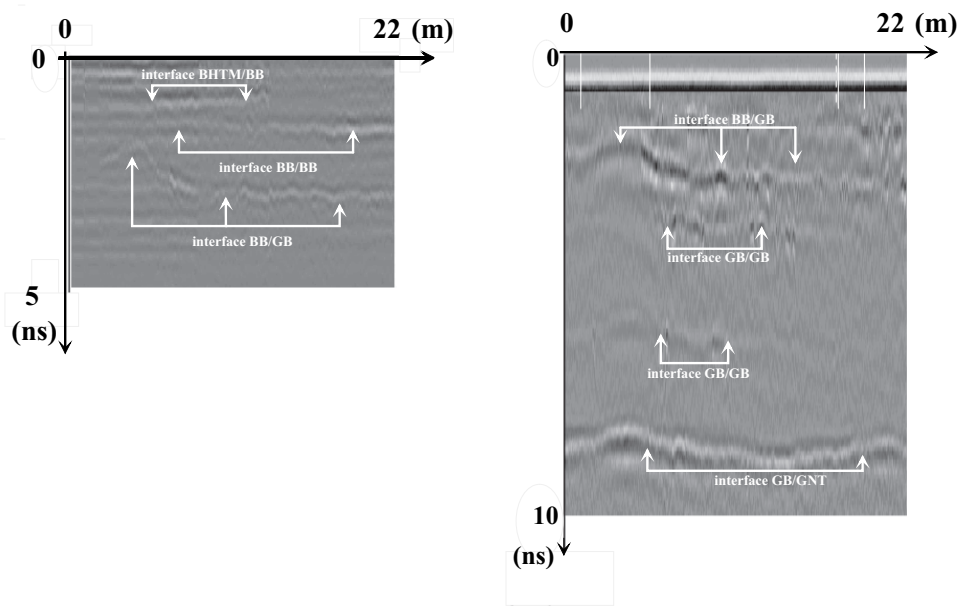 0
22 (m)
0
interface BHTM/BB
interface BB/BB
interface BB/GB
5
(ns)
0
22 (m)
0
interface BB/GB
interface GB/GB
interface GB/GB
interface GB/GNT
10
(ns)